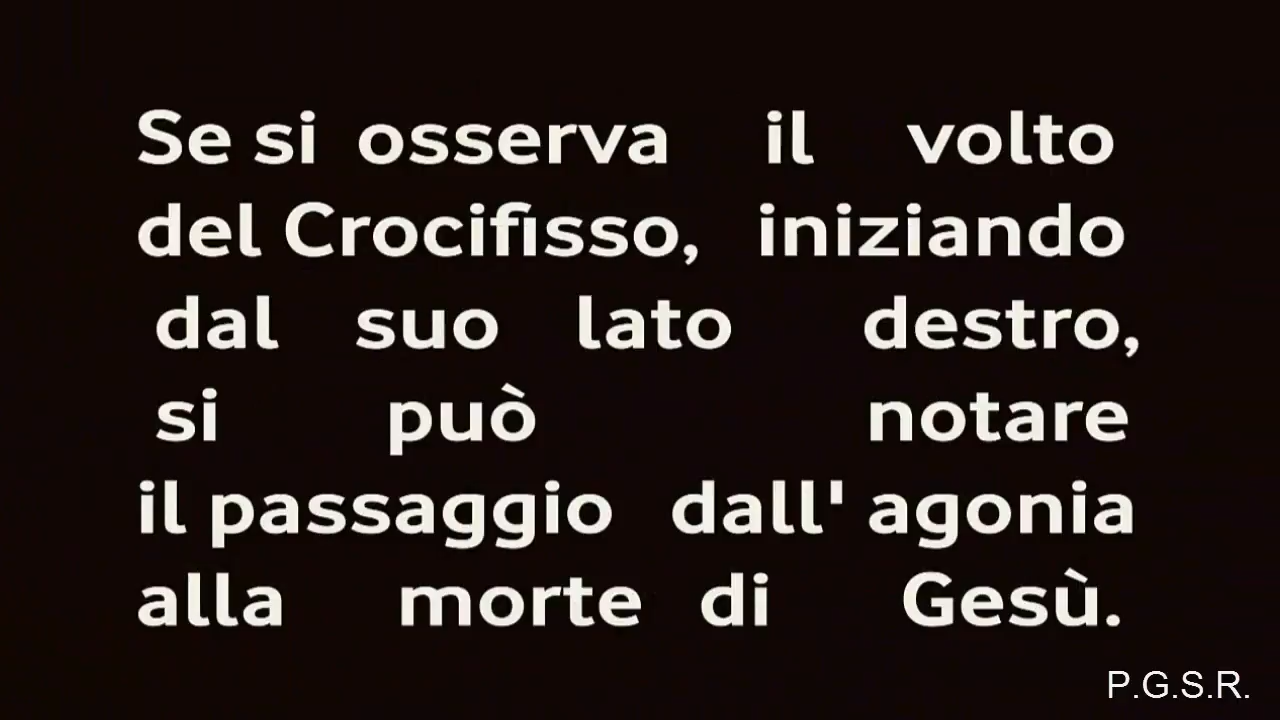 Se si osserva il volto
del Crocifisso, iniziando
dal suo lato destro,
si può notare
il passaggio dall' agonia
alla morte di Gesù.
P.G.S.R.